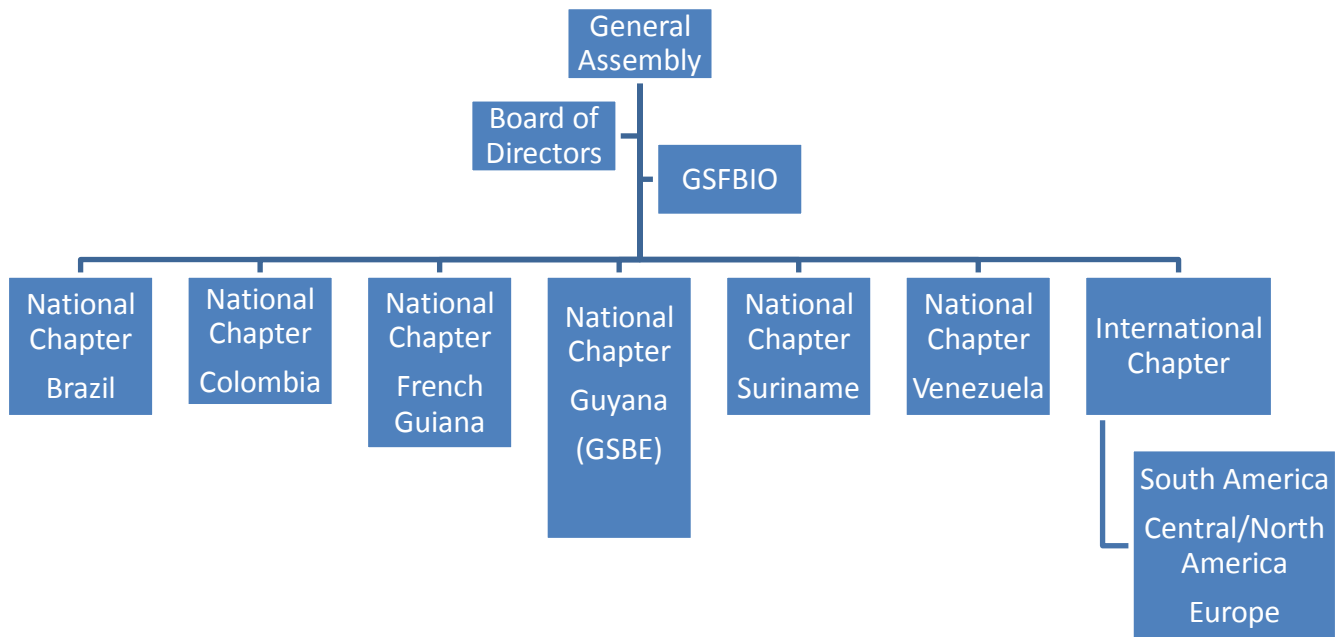 General
Assembly
Board of
Directors
GSFBIO
National
Chapter
Brazil
National
Chapter
Colombia
National
Chapter
French
Guiana
National
Chapter
Guyana
(GSBE)
National
Chapter
Suriname
National
Chapter
Venezuela
International
Chapter
South America
Central/North
America
Europe